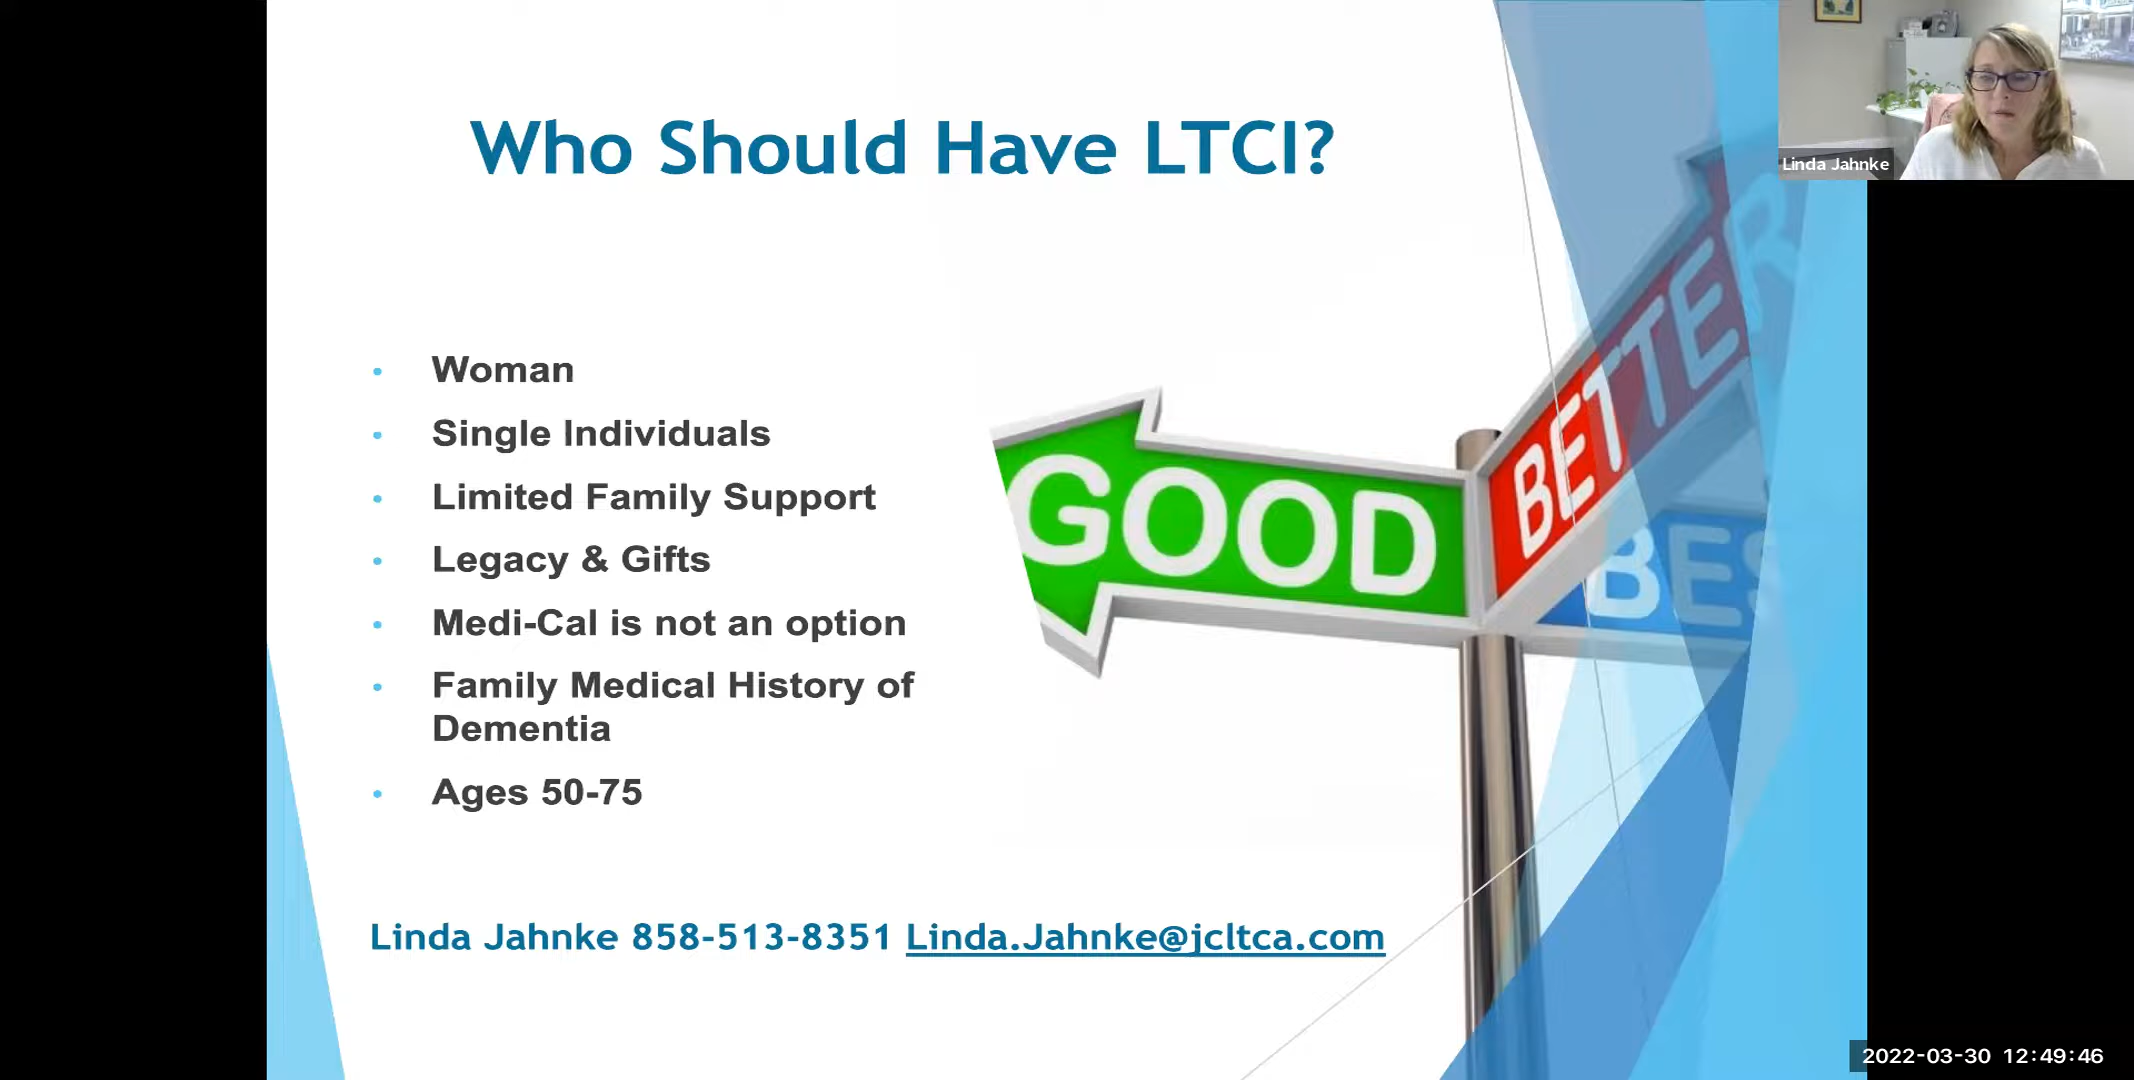 Who Should Have LTCI?
Linda Jahnke
• Woman
• Single Individuals
• Limited Family Support
• Legacy & Gifts
• Medi-Cal is not an option
• Family Medical History of
Dementia
• Ages 50-75
GOOD
BETTER
BES
Linda Jahnke 858-513-8351 Linda.Jahnke@jcltca.com
2022-03-30 12:49:46